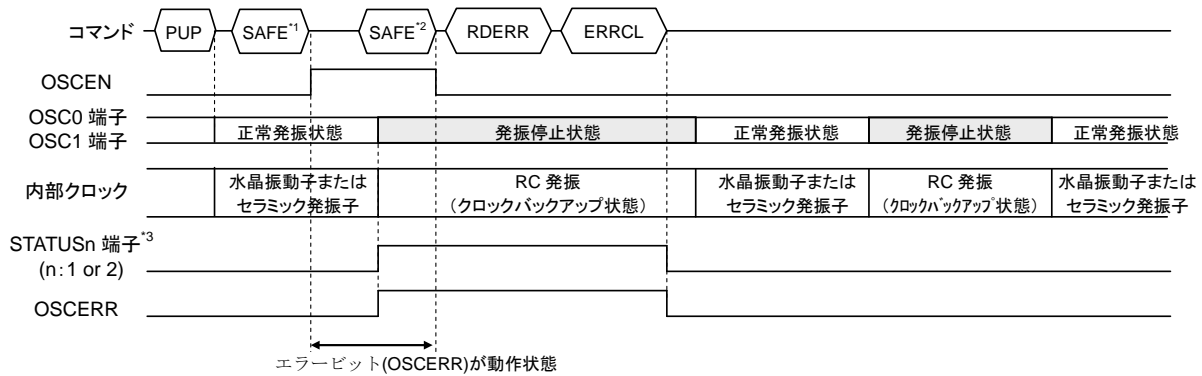 コマンド PUP SAFE*1 SAFE*2 RDERR ERRCL
OSCEN
OSC0 端子
OSC1 端子
正常発振状態 発振停止状態 正常発振状態 発振停止状態 正常発振状態
内部クロック
水晶振動子または
セラミック発振子
RC 発振
(クロックバックアップ状態)
水晶振動子または
セラミック発振子
RC 発振
(クロックバックアップ状態)
水晶振動子または
セラミック発振子
STATUSn 端子*3
(n:1 or 2)
OSCERR
エラービット(OSCERR)が動作状態